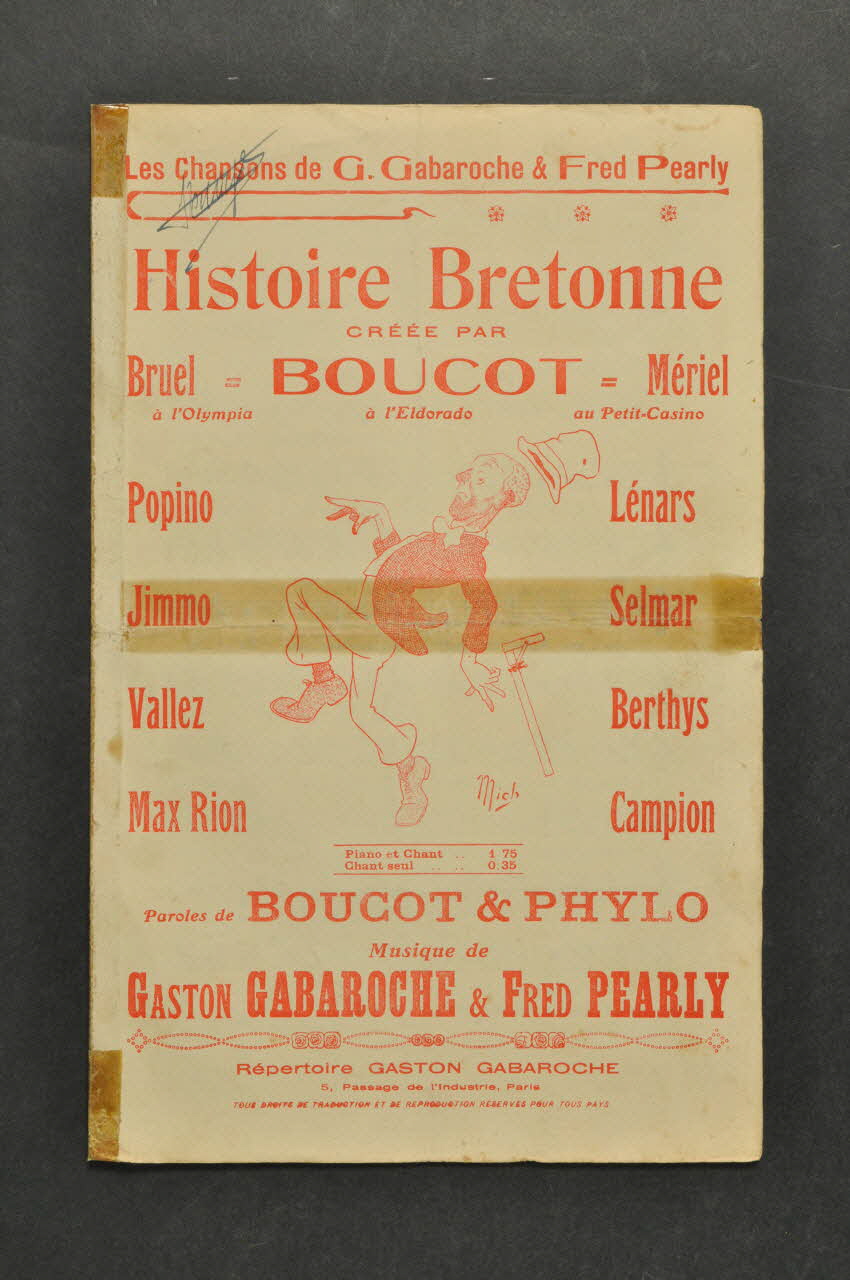 Les Chansons de G. Gabaroche & Fred Pearly
Histoire Bretonne
CRÉÉE PAR
Bruel = BOUCOT = Mériel
à l'Olympia à l'Eldorado au Petit-Casino
Popino Lénars
Jimmo Selmar
Vallez Berthys
Mich
Max Rion Campion
Piano et Chant .. 1 75
Chant seul .. .. 0.35
Paroles de BOUCOT & PHYLO
Musique de
GASTON GABAROCHE & FRED PEARLY
Répertoire GASTON GABAROCHE
5, Passage de l'Industrie, Paris
TOUS DROITS DE TRADUCTION ET DE REPRODUCTION RÉSERVÉS POUR TOUS PAYS